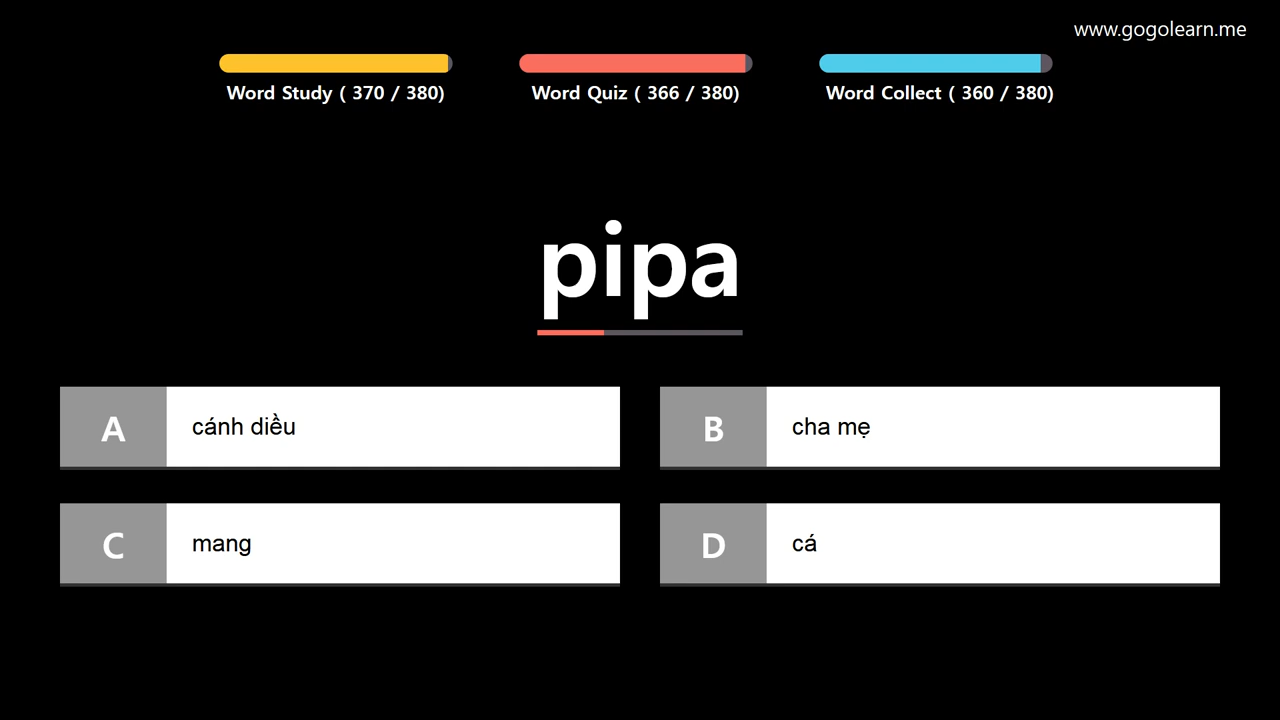 www.gogolearn.me
Word Study ( 370 / 380)
Word Quiz ( 366 / 380)
Word Collect ( 360 / 380)
pipa
A cánh diều
B cha mẹ
C mang
D cá